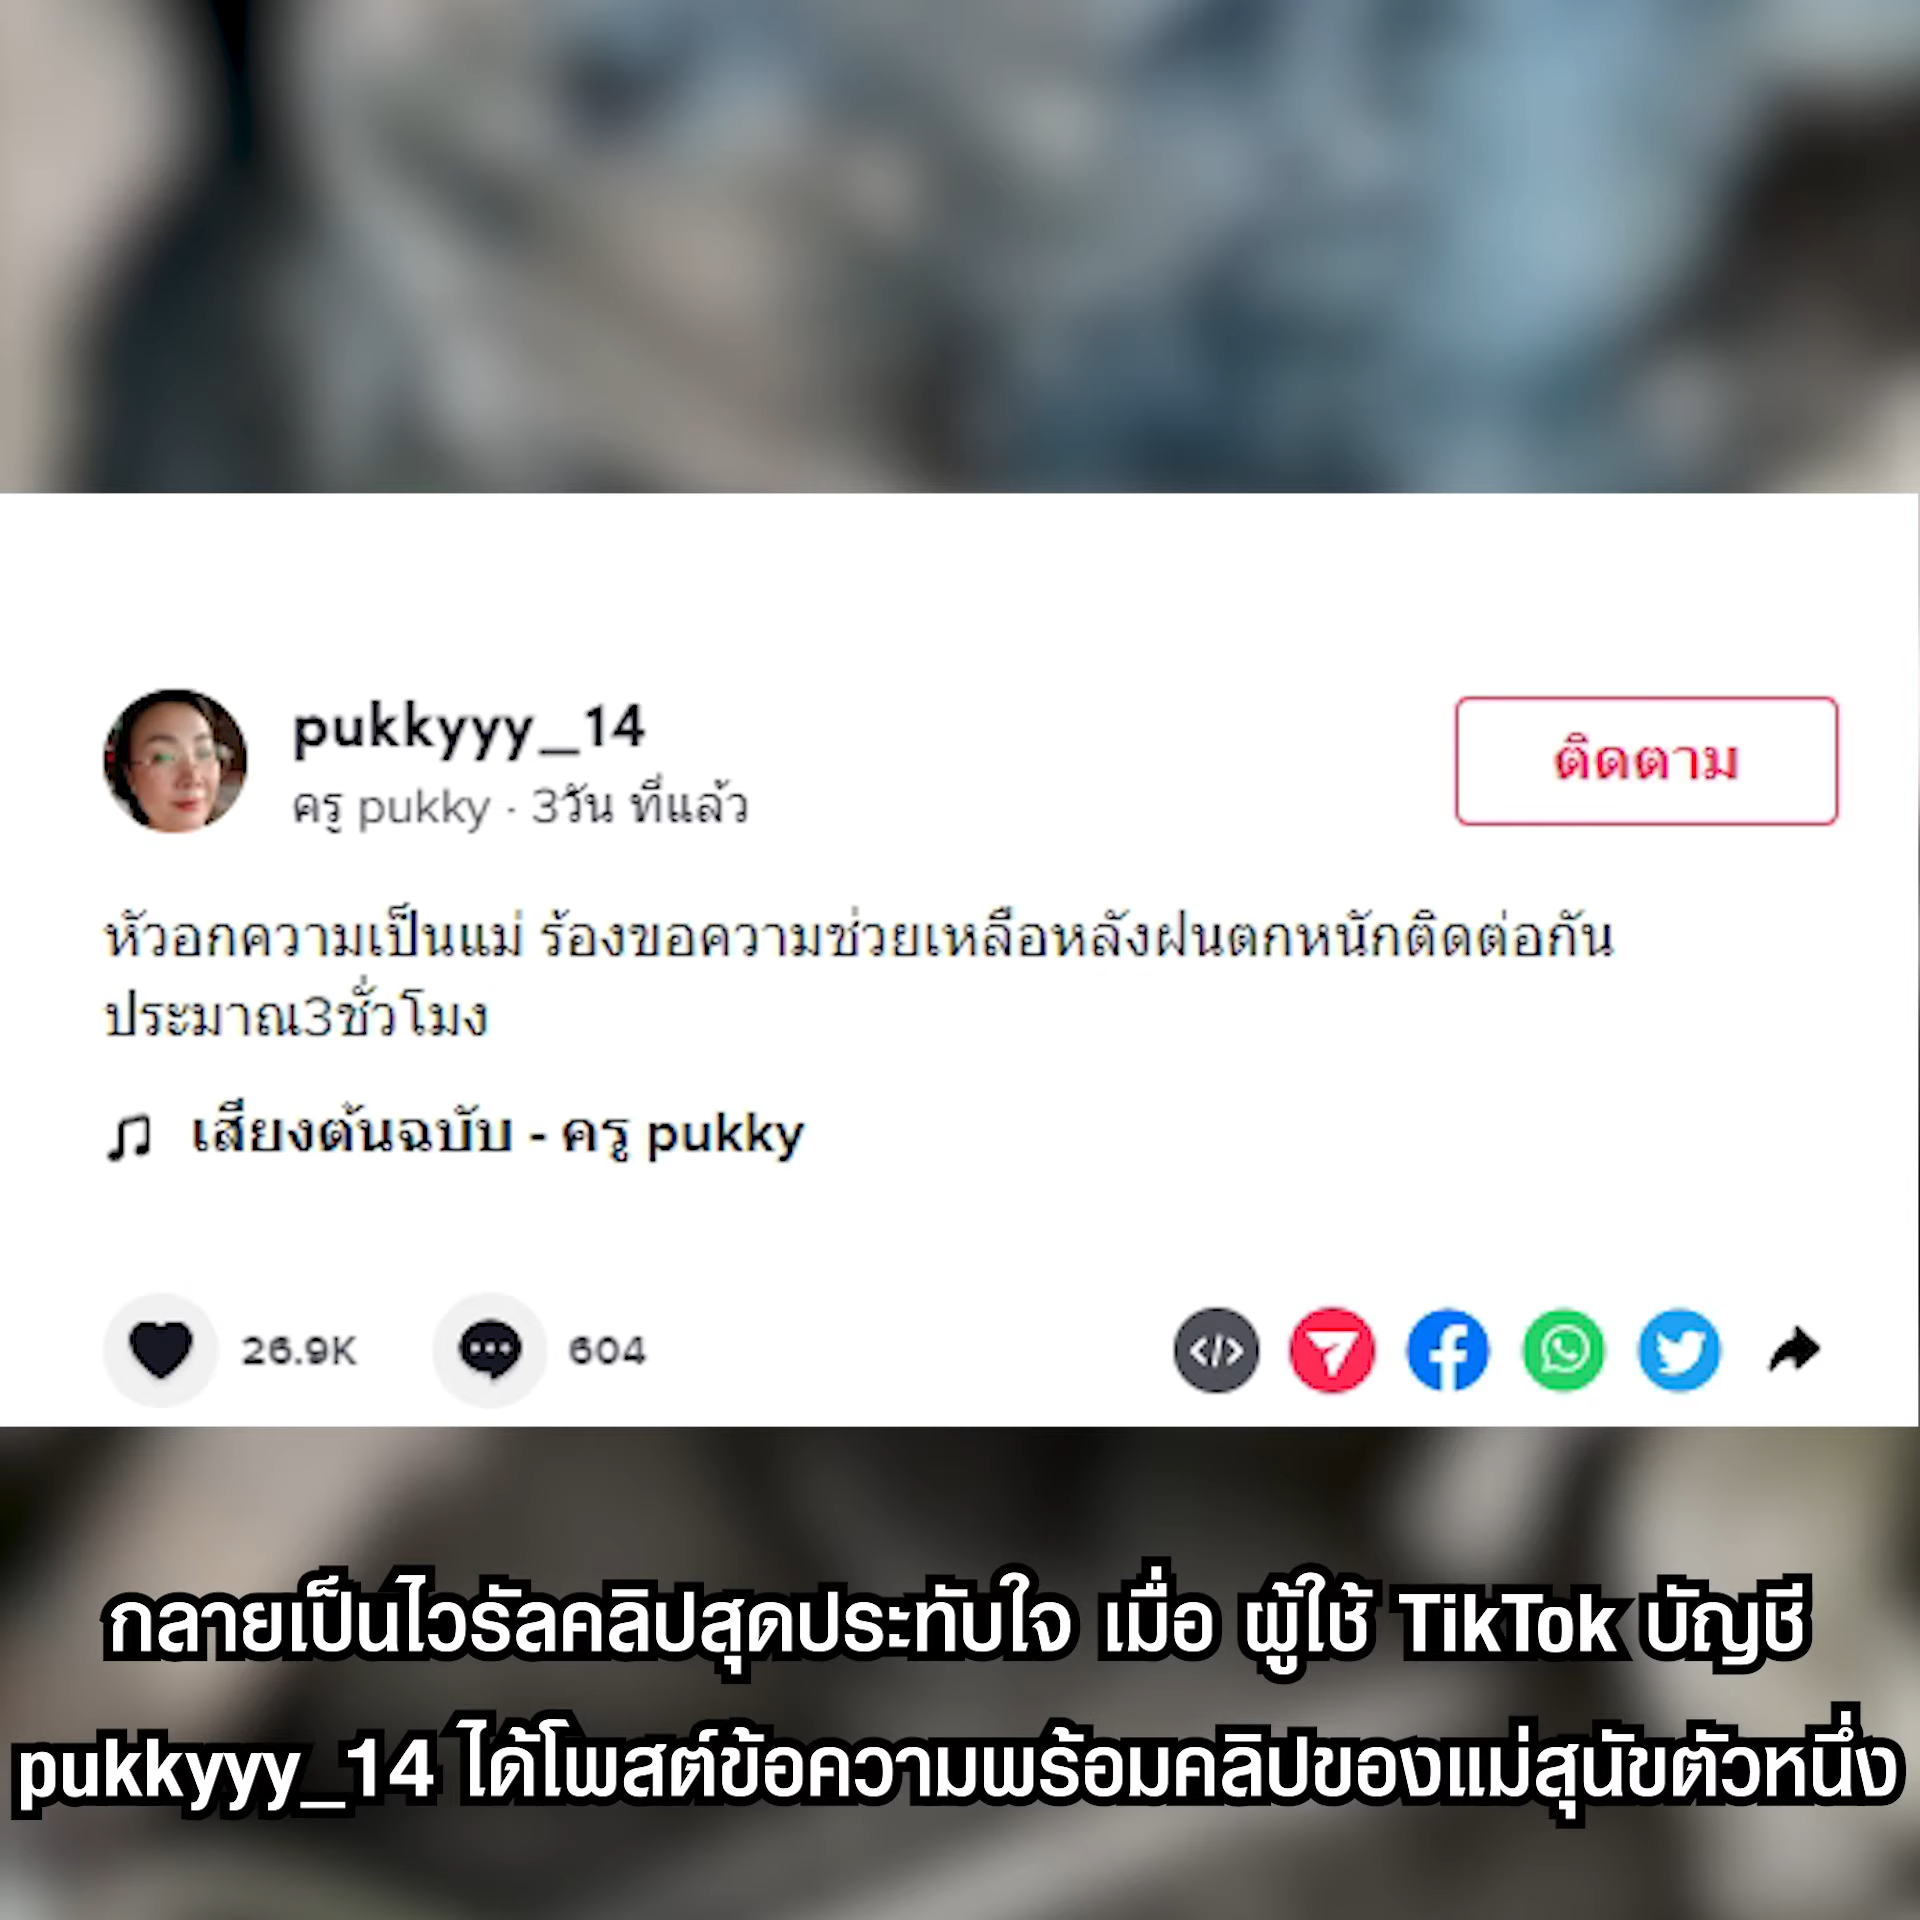 pukkyyy_14
ครู pukky · 3วัน ที่แล้ว
ติดตาม
หัวอกความเป็นแม่ ร้องขอความช่วยเหลือหลังฝนตกหนักติดต่อกัน
ประมาณ3ชั่วโมง
เสียงต้นฉบับ - ครู pukky
26.9K
604
กลายเป็นไวรัลคลิปสุดประทับใจ เมื่อ ผู้ใช้ TikTok บัญชี
pukkyyy_14 ได้โพสต์ข้อความพร้อมคลิปของแม่สุนัขตัวหนึ่ง